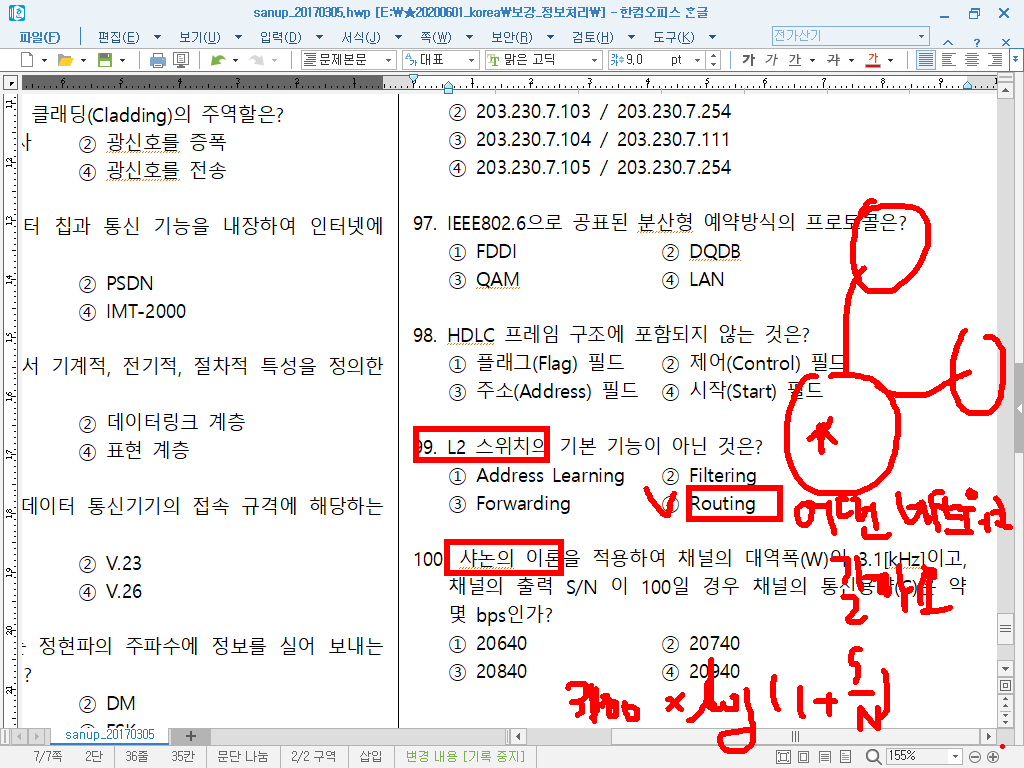 sanup_20170305.hwp [E:\★20200601_korea\보강_정보처리\] - 한컴오피스 한글
파일(F) 편집(E) 보기(U) 입력(D) 서식(J) 쪽(W) 보안(R) 검토(H) 도구(K) 전가산기
문제본문 대표 맑은 고딕 9,0 pt 가 가 가 가 가
클래딩(Cladding)의 주역할은?
② 광신호를 증폭
④ 광신호를 전송
터 칩과 통신 기능을 내장하여 인터넷에
② PSDN
④ IMT-2000
서 기계적, 전기적, 절차적 특성을 정의한
② 데이터링크 계층
④ 표현 계층
데이터 통신기기의 접속 규격에 해당하는
② V.23
④ V.26
정현파의 주파수에 정보를 실어 보내는
?
② DM
② 203.230.7.103 / 203.230.7.254
③ 203.230.7.104 / 203.230.7.111
④ 203.230.7.105 / 203.230.7.254
97. IEEE802.6으로 공표된 분산형 예약방식의 프로토콜은?
① FDDI ② DQDB
③ QAM ④ LAN
98. HDLC 프레임 구조에 포함되지 않는 것은?
① 플래그(Flag) 필드 ② 제어(Control) 필드
③ 주소(Address) 필드 ④ 시작(Start) 필드
99. L2 스위치의 기본 기능이 아닌 것은?
① Address Learning ② Filtering
③ Forwarding ④ Routing
어떤
100 샤논의 이론을 적용하여 채널의 대역폭(W)이 3.1[kHz]이고,
채널의 출력 S/N 이 100일 경우 채널의 통신용량(C)은 약
몇 bps인가?
① 20640 ② 20740
③ 20840 ④ 20940
× log (1 + S/N)
sanup_20170305
7/7쪽 2단 36줄 35칸 문단 나눔 2/2 구역 삽입 변경 내용 [기록 중지] 155%